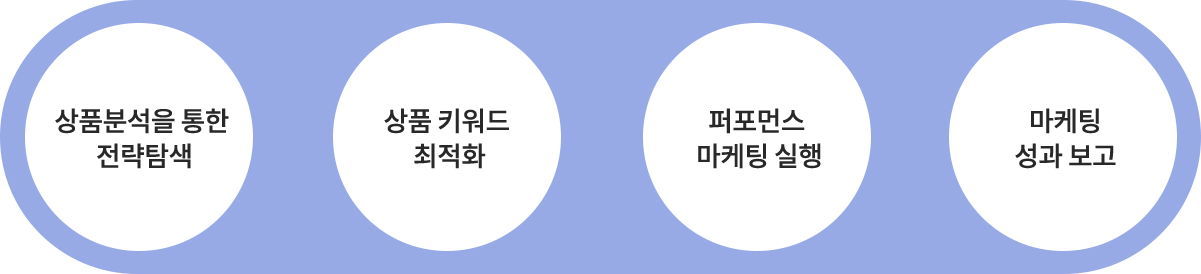 상품분석을 통한
전략탐색
상품 키워드
최적화
퍼포먼스
마케팅 실행
마케팅
성과 보고